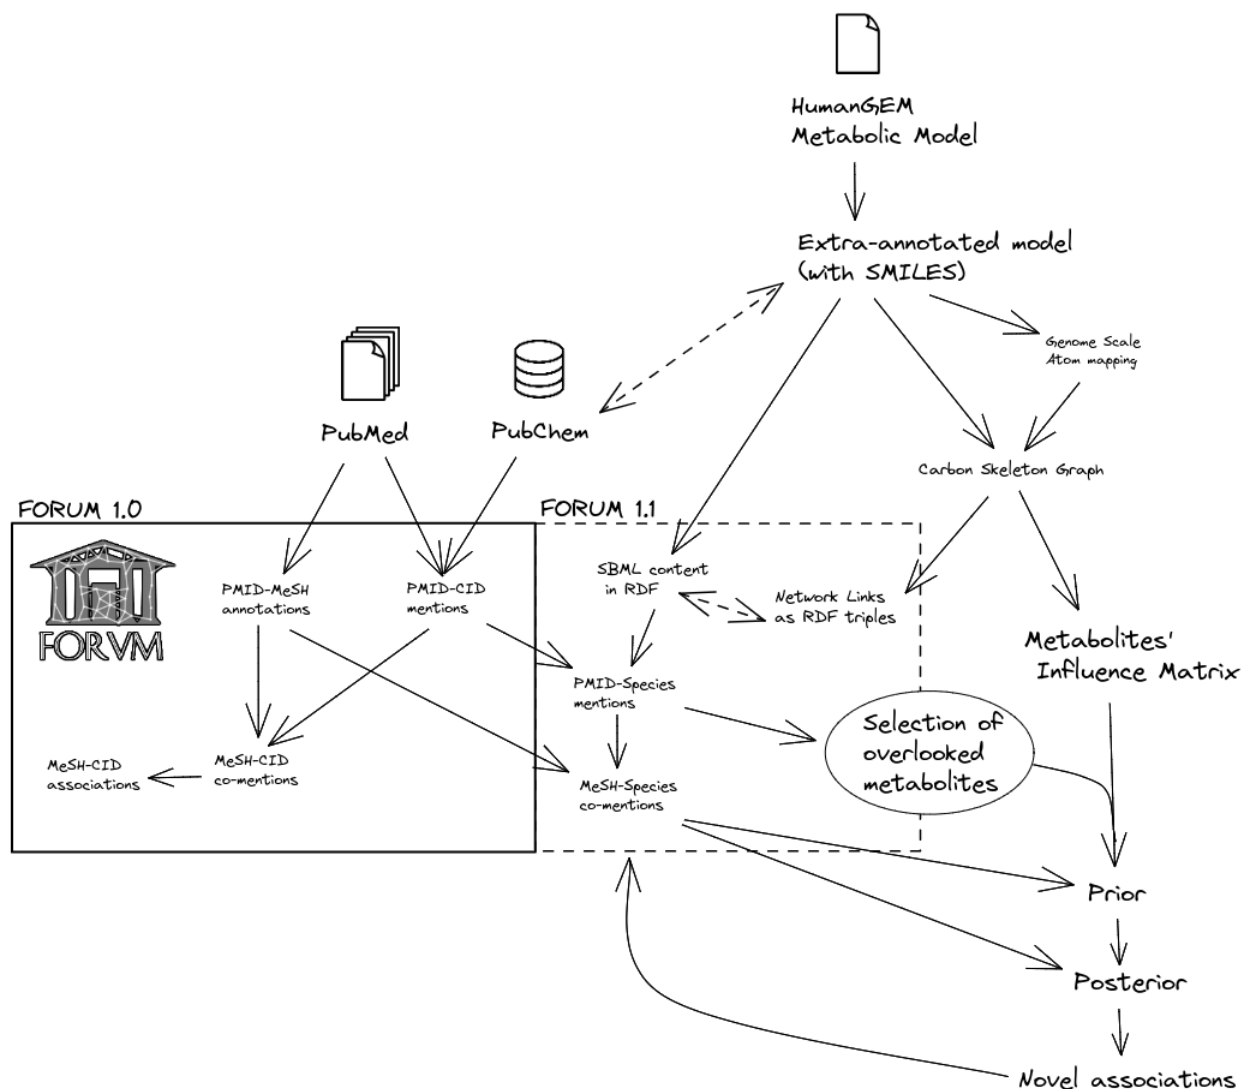 HumanGEM
Metabolic Model
Extra-annotated model
(with SMILES)
Genome Scale
Atom mapping
PubMed
PubChem
Carbon Skeleton Graph
FORUM 1.0
FORUM 1.1
FORVM
PMID-MeSH
annotations
PMID-CID
mentions
SBML content
in RDF
Network Links
as RDF triples
Metabolites'
Influence Matrix
PMID-Species
mentions
Selection of
overlooked
metabolites
MeSH-CID
associations
MeSH-CID
co-mentions
MeSH-Species
co-mentions
Prior
Posterior
Novel associations